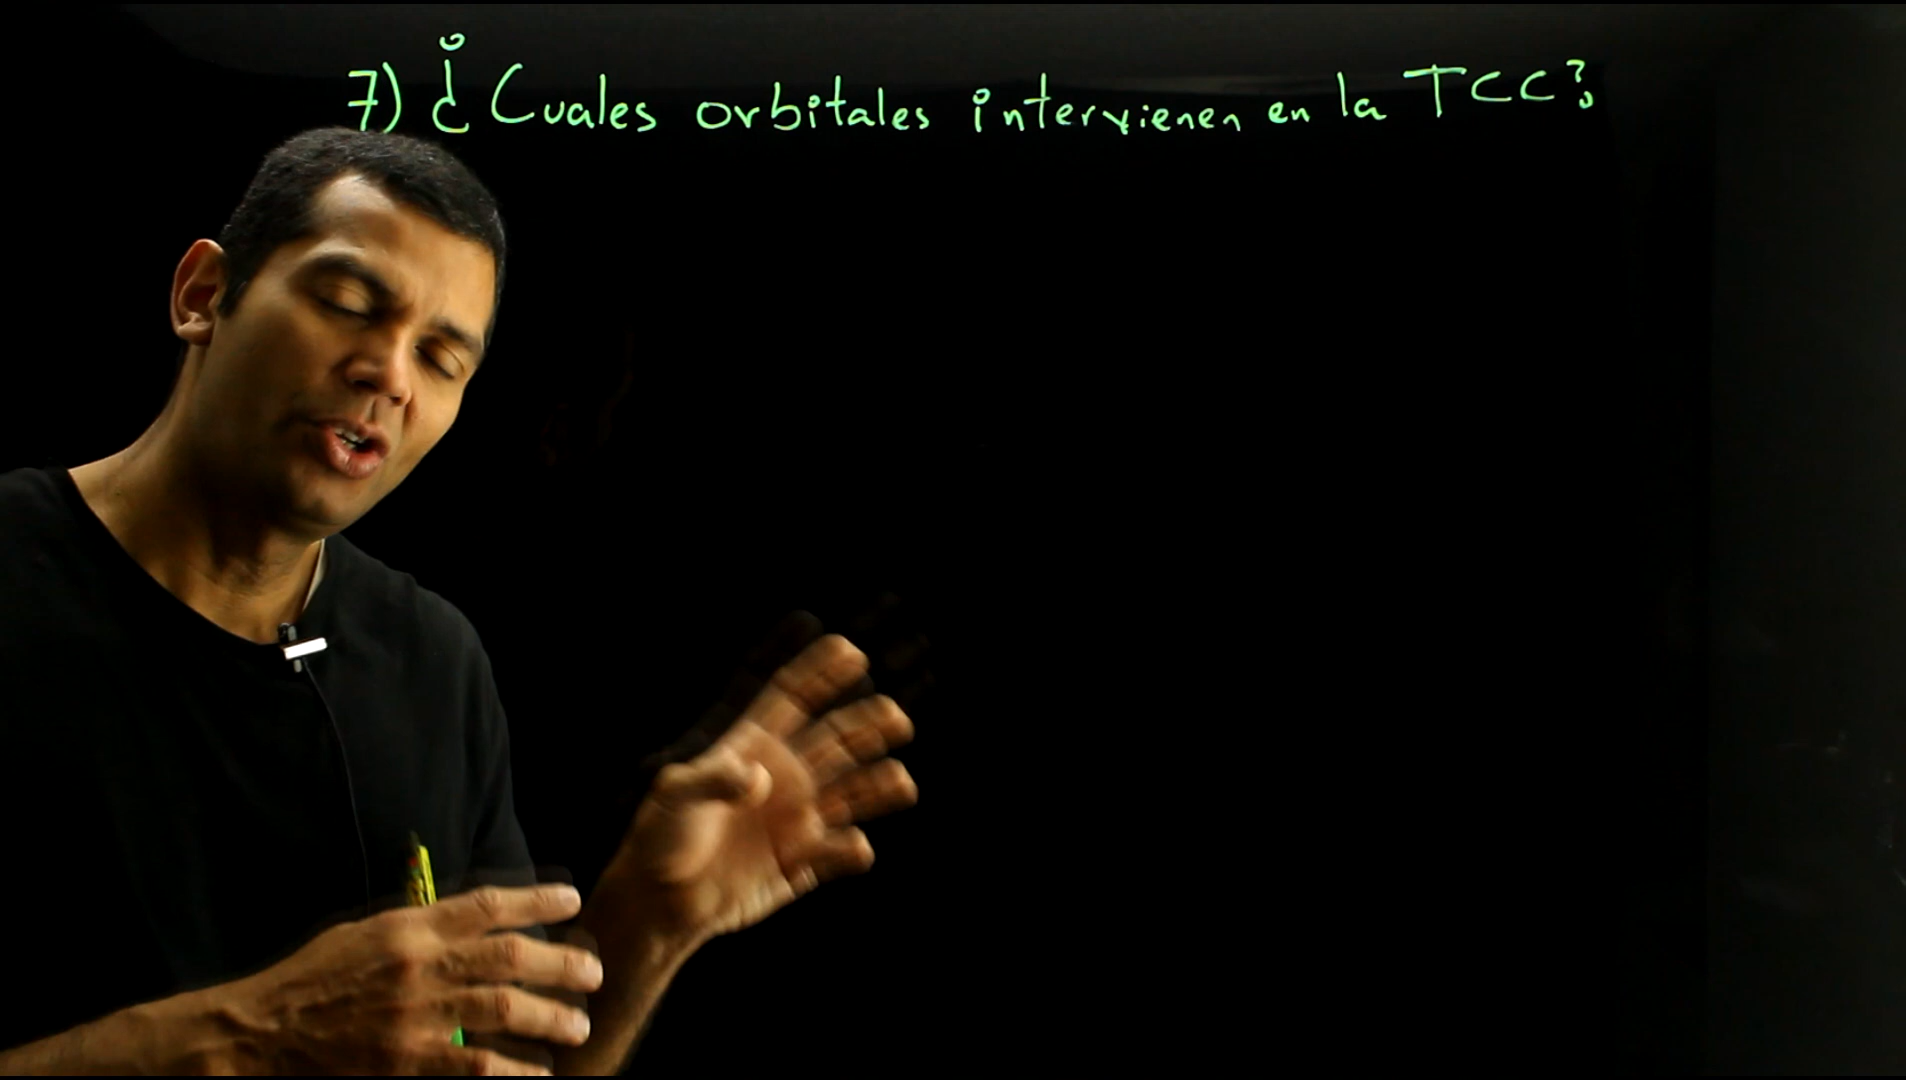 7) ¿ Cuales orbitales intervienen en la TCC?